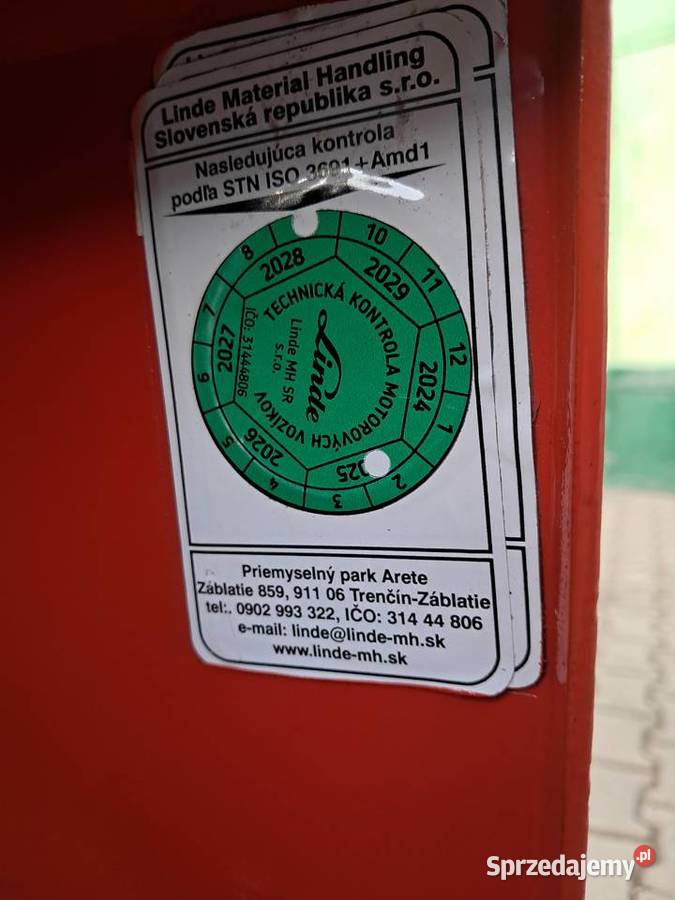 Linde Material Handling
Slovenská republika s.r.o.
Nasledujúca kontrola
podľa STN ISO 3691+Amd1
8
10
11
12
1
2
3
4
5
6
7
2028
2029
2024
2026
2027
TECHNICKÁ KONTROLA MOTOROVÝCH VOZÍKOV
IČO: 31444806
Linde
Linde MH SR
s.r.o.
Priemyselný park Arete
Záblatie 859, 911 06 Trenčín-Záblatie
tel:. 0902 993 322, IČO: 314 44 806
e-mail: linde@linde-mh.sk
www.linde-mh.sk
Sprzedajemy.pl